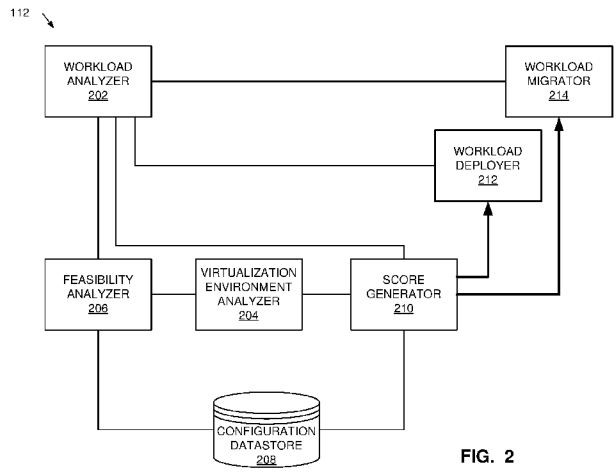 112
WORKLOAD
ANALYZER
202
WORKLOAD
MIGRATOR
214
WORKLOAD
DEPLOYER
212
FEASIBILITY
ANALYZER
206
VIRTUALIZATION
ENVIRONMENT
ANALYZER
204
SCORE
GENERATOR
210
CONFIGURATION
DATASTORE
208
FIG. 2